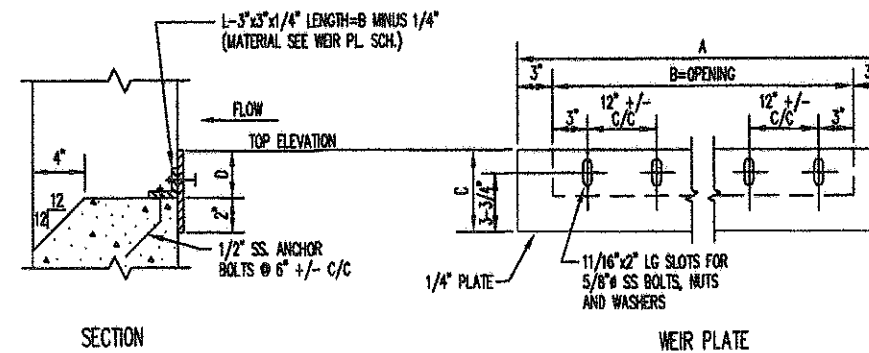 L-3"x3"x1/4" LENGTH=B MINUS 1/4"
(MATERIAL SEE WEIR PL. SCH.)
FLOW
TOP ELEVATION
4"
12
12
D
2"
1/2" SS. ANCHOR
BOLTS @ 6" +/- C/C
SECTION
A
3"
B=OPENING
3"
3"
12" +/-
C/C
12" +/-
C/C
3"
C
3-3/4"
1/4" PLATE
11/16"x2" LG SLOTS FOR
5/8"ø SS BOLTS, NUTS
AND WASHERS
WEIR PLATE